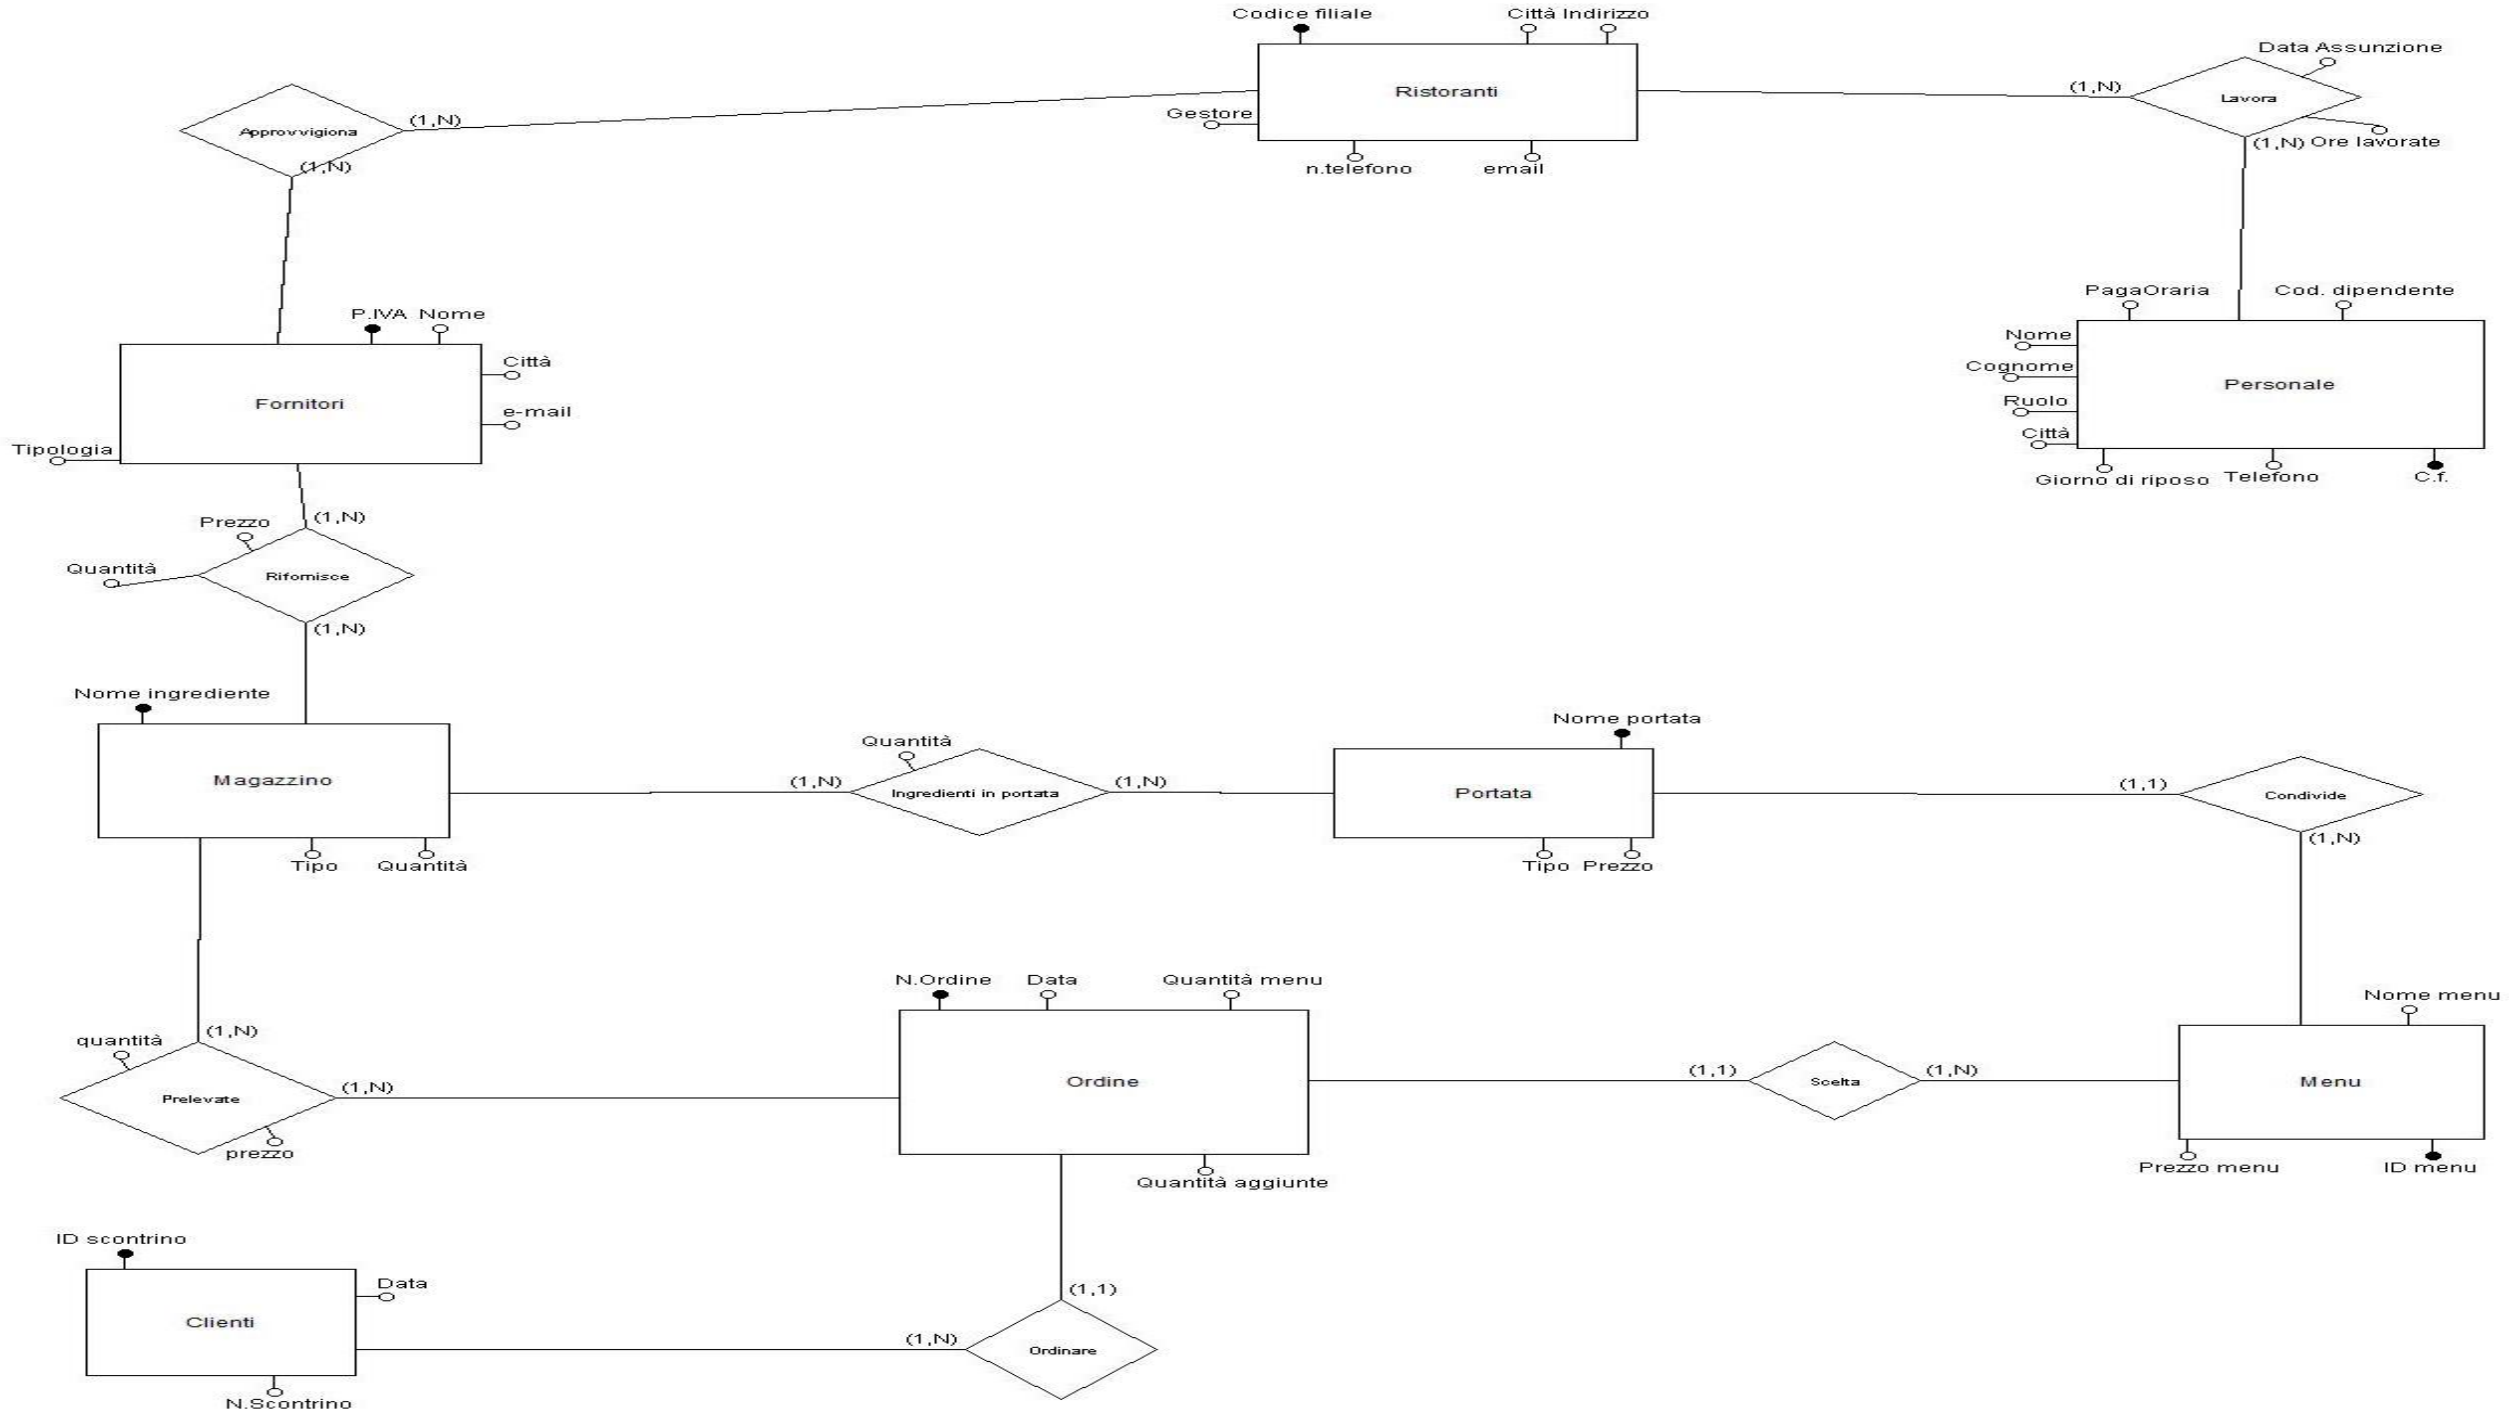 Codice filiale
Città Indirizzo
Data Assunzione
Ristoranti
(1,N)
Lavora
Gestore
(1,N)
Approvvigiona
(1,N)
(1,N) Ore lavorate
n.telefono
email
PagaOraria
Cod. dipendente
P.IVA Nome
Nome
Città
Cognome
Personale
Fornitori
Ruolo
e-mail
Città
Tipologia
Giorno di riposo
Telefono
C.f.
Prezzo
(1,N)
Quantità
Rifornisce
(1,N)
Nome ingrediente
Nome portata
Quantità
Magazzino
(1,N)
(1,N)
(1,1)
Ingredienti in portata
Portata
Condivide
(1,N)
Tipo
Quantità
Tipo Prezzo
N.Ordine
Data
Quantità menu
Nome menu
(1,N)
quantità
(1,1)
(1,N)
Ordine
Scelta
Menu
(1,N)
Prelevate
prezzo
Prezzo menu
ID menu
Quantità aggiunte
ID scontrino
Data
(1,1)
Clienti
(1,N)
Ordinare
N.Scontrino